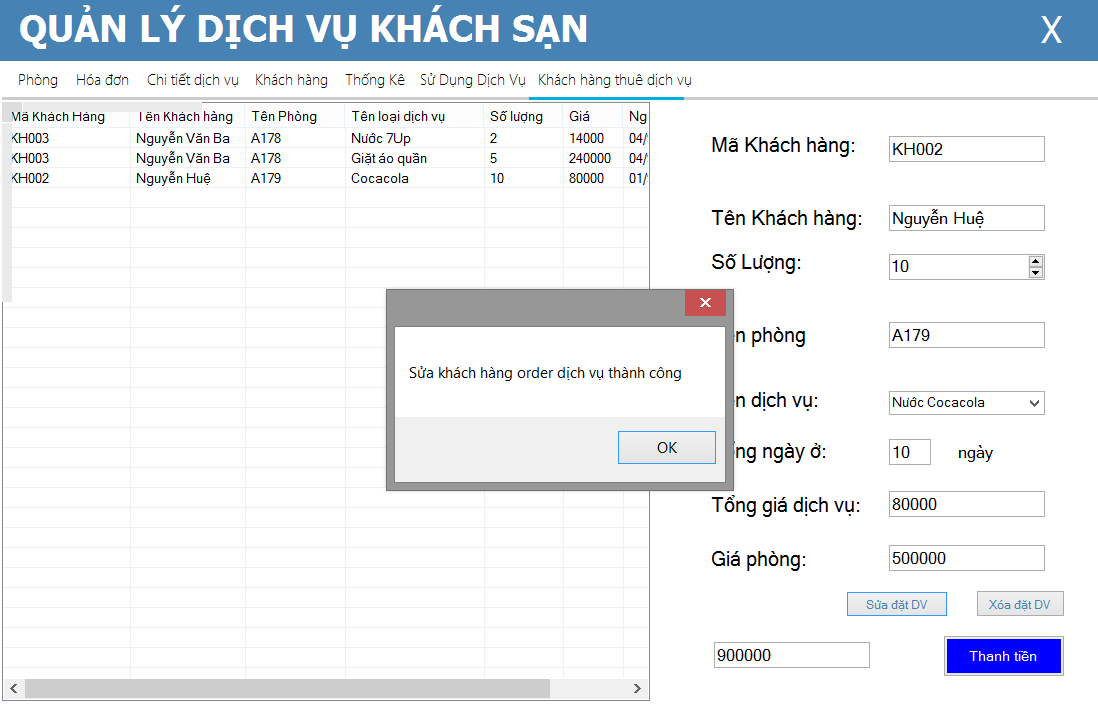 QUẢN LÝ DỊCH VỤ KHÁCH SẠN X
Phòng Hóa đơn Chi tiết dịch vụ Khách hàng Thống Kê Sử Dụng Dịch Vụ Khách hàng thuê dịch vụ
Mã Khách Hàng Tên Khách hàng Tên Phòng Tên loại dịch vụ Số lượng Giá Ng
KH003 Nguyễn Văn Ba A178 Nước 7Up 2 14000 04/
KH003 Nguyễn Văn Ba A178 Giặt áo quần 5 240000 04/
KH002 Nguyễn Huệ A179 Cocacola 10 80000 01/
Mã Khách hàng: KH002
Tên Khách hàng: Nguyễn Huệ
Số Lượng: 10
n phòng A179
n dịch vụ: Nước Cocacola
ng ngày ở: 10 ngày
Tổng giá dịch vụ: 80000
Giá phòng: 500000
Sửa đặt DV Xóa đặt DV
900000 Thanh tiền
Sửa khách hàng order dịch vụ thành công
OK